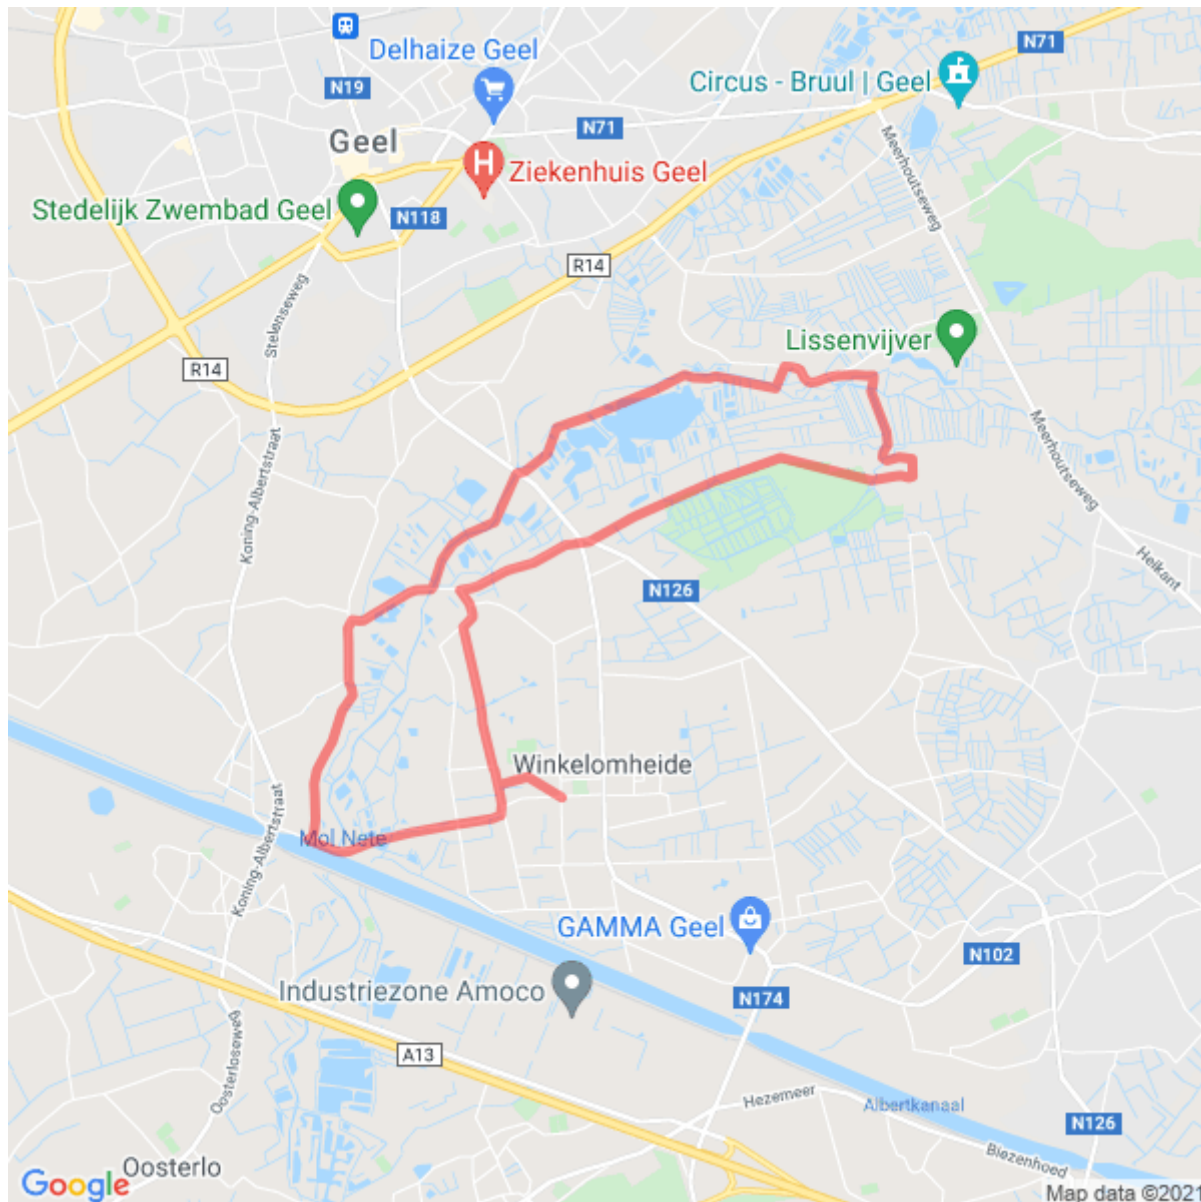 N71
Delhaize Geel
Circus - Bruul | Geel
N19
N71
Geel
Ziekenhuis Geel
Meerhoutseweg
Stedelijk Zwembad Geel
N118
R14
Stelenseweg
Lissenvijver
R14
Koning-Albertstraat
Meerhoutseweg
Heikant
N126
Winkelomheide
Koning-Albertstraat
Mol Nete
GAMMA Geel
N102
Industriezone Amoco
N174
A13
Oosterloseweg
Hezemeer
Albertkanaal
N126
Biezenhoed
Oosterlo
Google
Map data ©2021